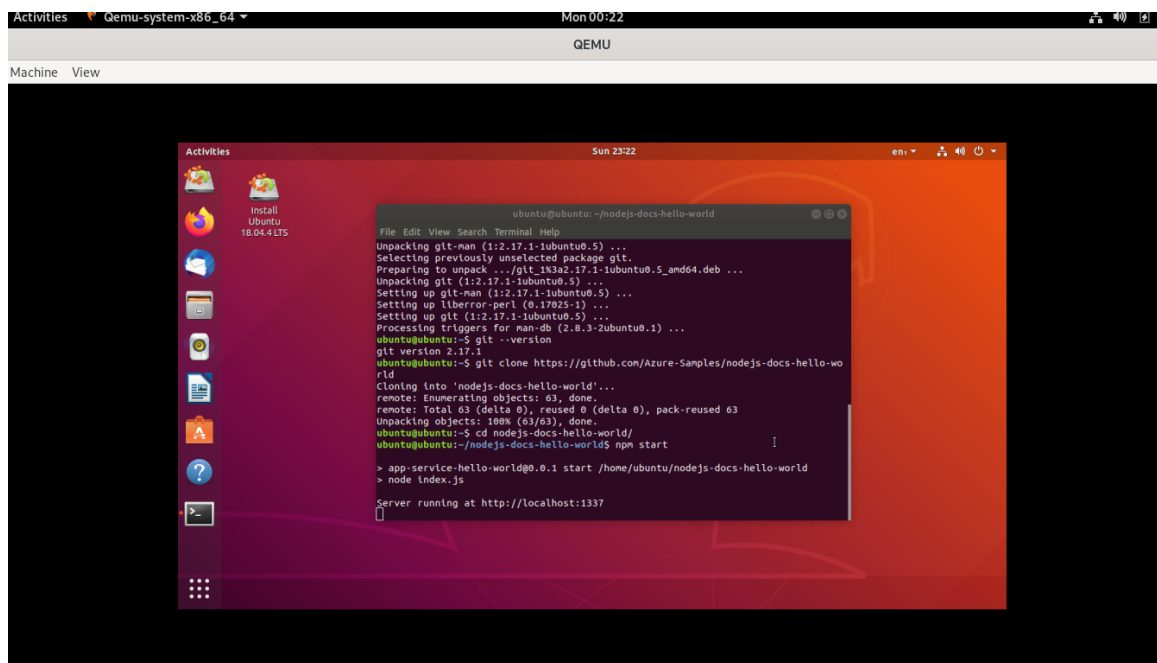 Activities Qemu-system-x86_64 Mon 00:22
QEMU
Machine View
Activities Sun 23:22 en₁
Install
Ubuntu
18.04.4 LTS
ubuntu@ubuntu: ~/nodejs-docs-hello-world
File Edit View Search Terminal Help
Unpacking git-man (1:2.17.1-1ubuntu0.5) ...
Selecting previously unselected package git.
Preparing to unpack .../git_1%3a2.17.1-1ubuntu0.5_amd64.deb ...
Unpacking git (1:2.17.1-1ubuntu0.5) ...
Setting up git-man (1:2.17.1-1ubuntu0.5) ...
Setting up liberror-perl (0.17025-1) ...
Setting up git (1:2.17.1-1ubuntu0.5) ...
Processing triggers for man-db (2.8.3-2ubuntu0.1) ...
ubuntu@ubuntu:~$ git --version
git version 2.17.1
ubuntu@ubuntu:~$ git clone https://github.com/Azure-Samples/nodejs-docs-hello-wo
rld
Cloning into 'nodejs-docs-hello-world'...
remote: Enumerating objects: 63, done.
remote: Total 63 (delta 0), reused 0 (delta 0), pack-reused 63
Unpacking objects: 100% (63/63), done.
ubuntu@ubuntu:~$ cd nodejs-docs-hello-world/
ubuntu@ubuntu:~/nodejs-docs-hello-world$ npm start
> app-service-hello-world@0.0.1 start /home/ubuntu/nodejs-docs-hello-world
> node index.js
Server running at http://localhost:1337